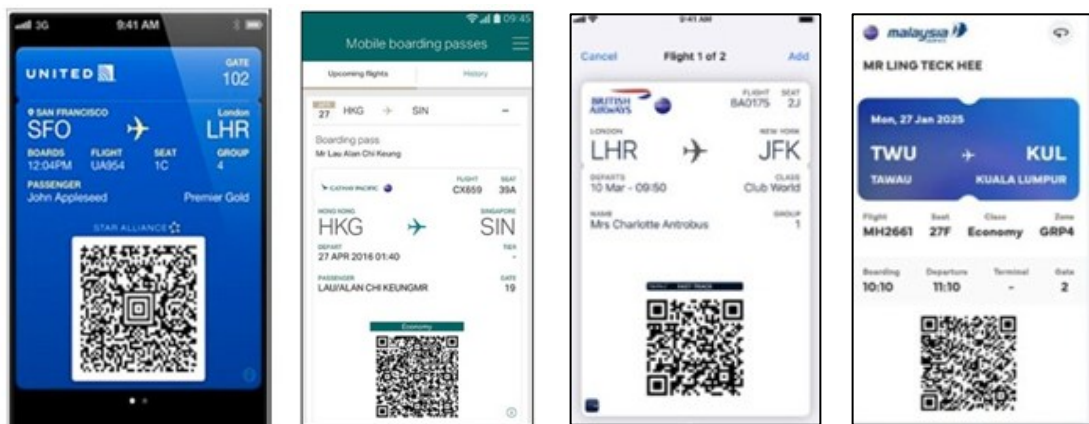 3G 9:41 AM
UNITED
GATE
102
SAN FRANCISCO London
SFO LHR
BOARDS FLIGHT SEAT GROUP
12:04PM UA954 1C 4
PASSENGER
John Appleseed Premier Gold
STAR ALLIANCE
09:45
Mobile boarding passes
Upcoming flights History
APR
27 HKG → SIN –
Boarding pass
Mr Lau Alan Chi Keung
FLIGHT SEAT
CATHAY PACIFIC CX659 39A
HONG KONG SINGAPORE
HKG SIN
DEPART TIER
27 APR 2016 01:40 -
PASSENGER GATE
LAU/ALAN CHI KEUNGMR 19
Economy
9:41 AM
Cancel Flight 1 of 2 Add
BRITISH AIRWAYS
FLIGHT SEAT
BA0175 2J
LONDON NEW YORK
LHR JFK
DEPARTS CLASS
10 Mar - 09:50 Club World
NAME GROUP
Mrs Charlotte Antrobus 1
FAST TRACK
malaysia
MR LING TECK HEE
Mon, 27 Jan 2025
TWU KUL
TAWAU KUALA LUMPUR
Flight Seat Class Zone
MH2661 27F Economy GRP4
Boarding Departure Terminal Gate
10:10 11:10 - 2